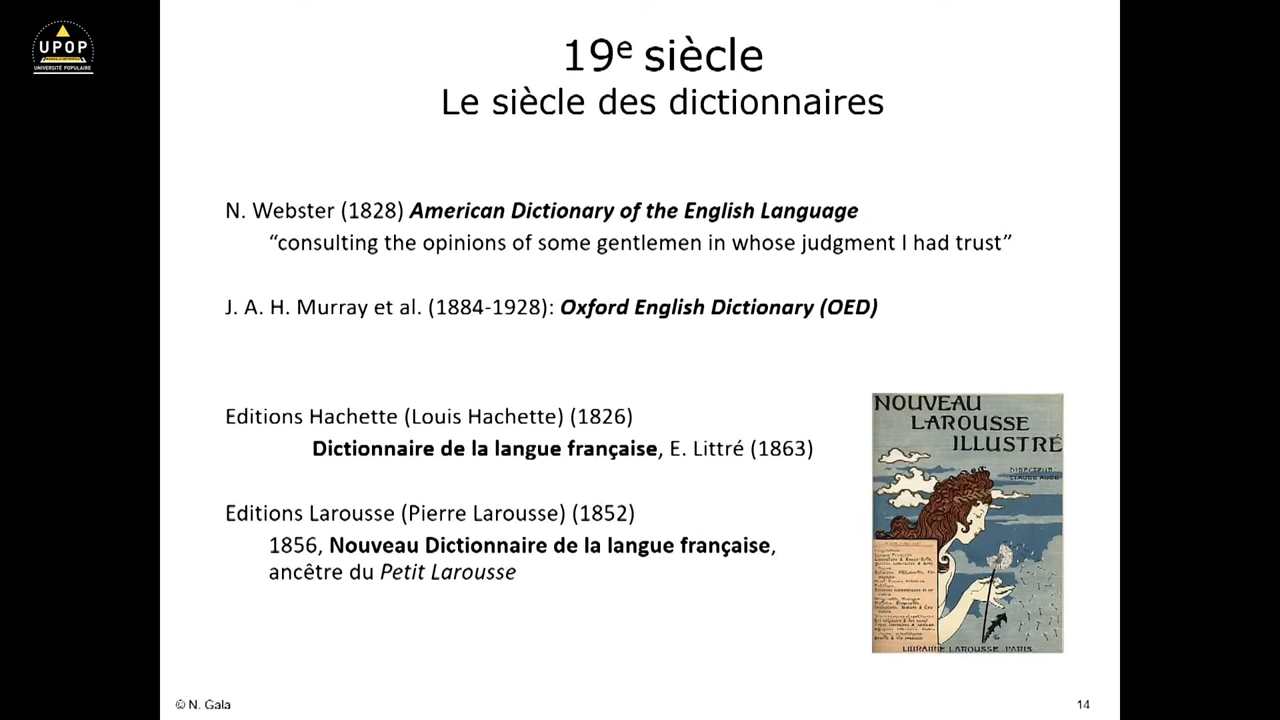 UPOP
UNIVERSITÉ POPULAIRE
19e siècle
Le siècle des dictionnaires
N. Webster (1828) American Dictionary of the English Language
“consulting the opinions of some gentlemen in whose judgment I had trust”
J. A. H. Murray et al. (1884-1928): Oxford English Dictionary (OED)
Editions Hachette (Louis Hachette) (1826)
Dictionnaire de la langue française, E. Littré (1863)
Editions Larousse (Pierre Larousse) (1852)
1856, Nouveau Dictionnaire de la langue française,
ancêtre du Petit Larousse
NOUVEAU
LAROUSSE
ILLUSTRÉ
DIRECTEUR
CLAUDE AUGÉ
LIBRAIRIE LAROUSSE PARIS
© N. Gala
14